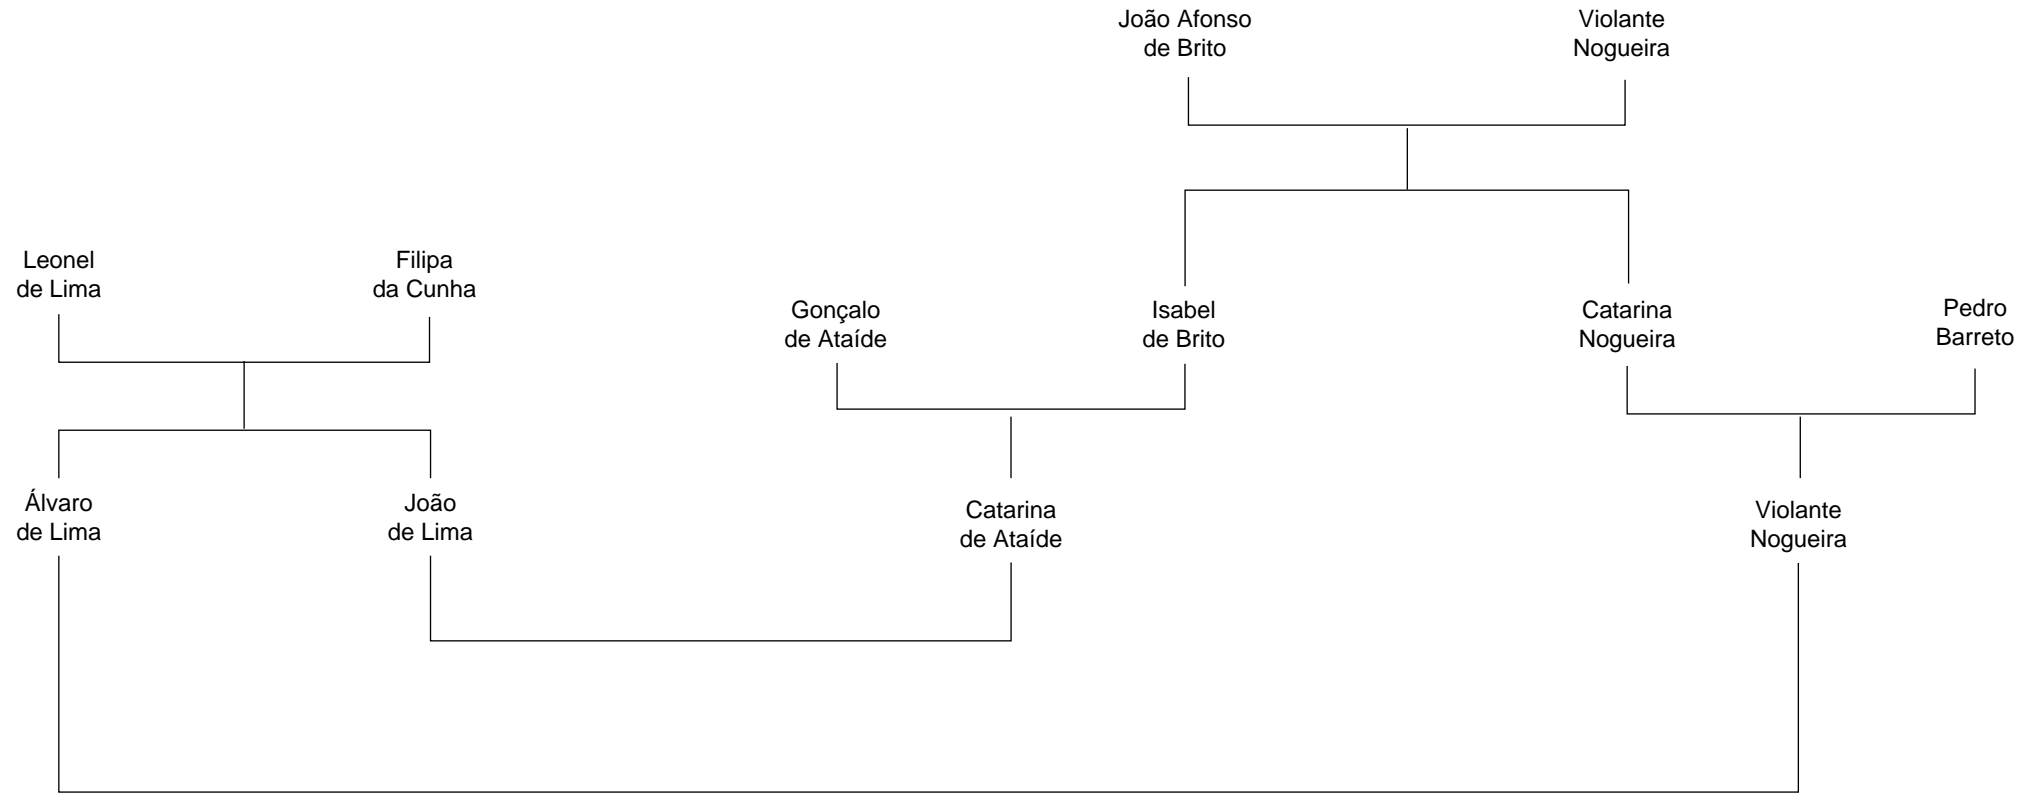 João Afonso
de Brito
Violante
Nogueira
Leonel
de Lima
Filipa
da Cunha
Gonçalo
de Ataíde
Isabel
de Brito
Catarina
Nogueira
Pedro
Barreto
Álvaro
de Lima
João
de Lima
Catarina
de Ataíde
Violante
Nogueira